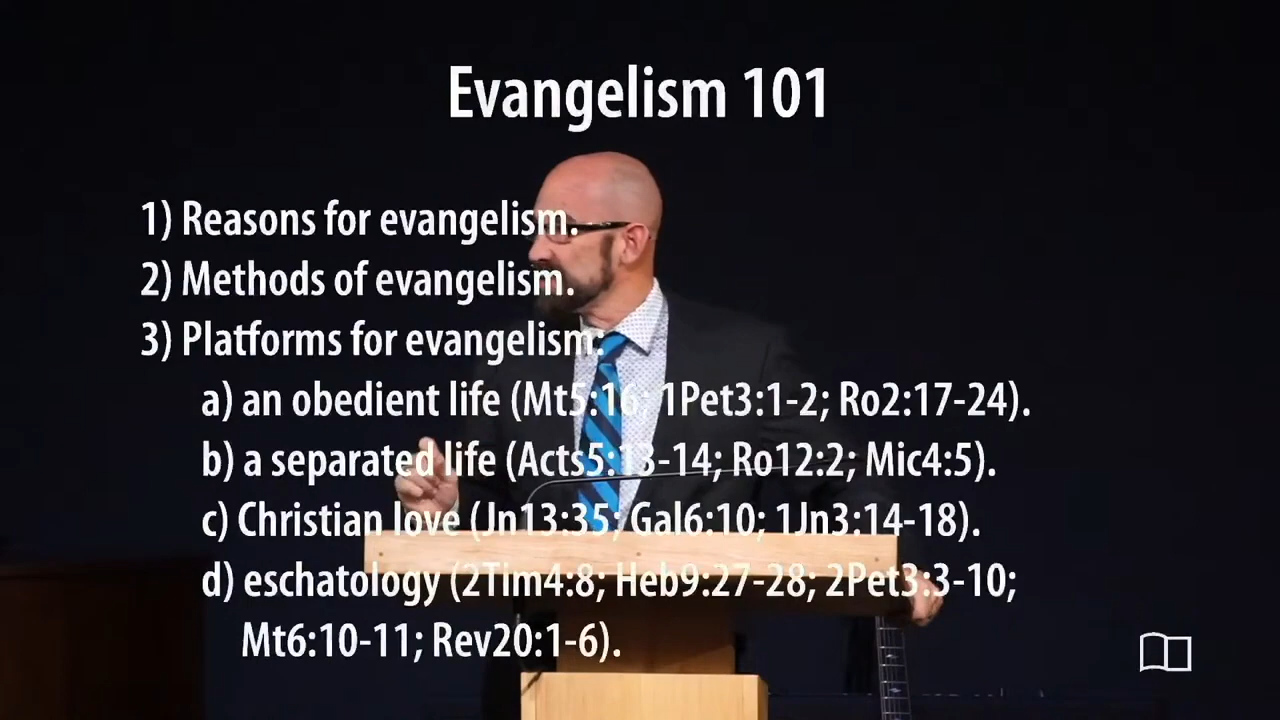 Evangelism 101
1) Reasons for evangelism.
2) Methods of evangelism.
3) Platforms for evangelism:
a) an obedient life (Mt5:16; 1Pet3:1-2; Ro2:17-24).
b) a separated life (Acts5:13-14; Ro12:2; Mic4:5).
c) Christian love (Jn13:35; Gal6:10; 1Jn3:14-18).
d) eschatology (2Tim4:8; Heb9:27-28; 2Pet3:3-10;
Mt6:10-11; Rev20:1-6).